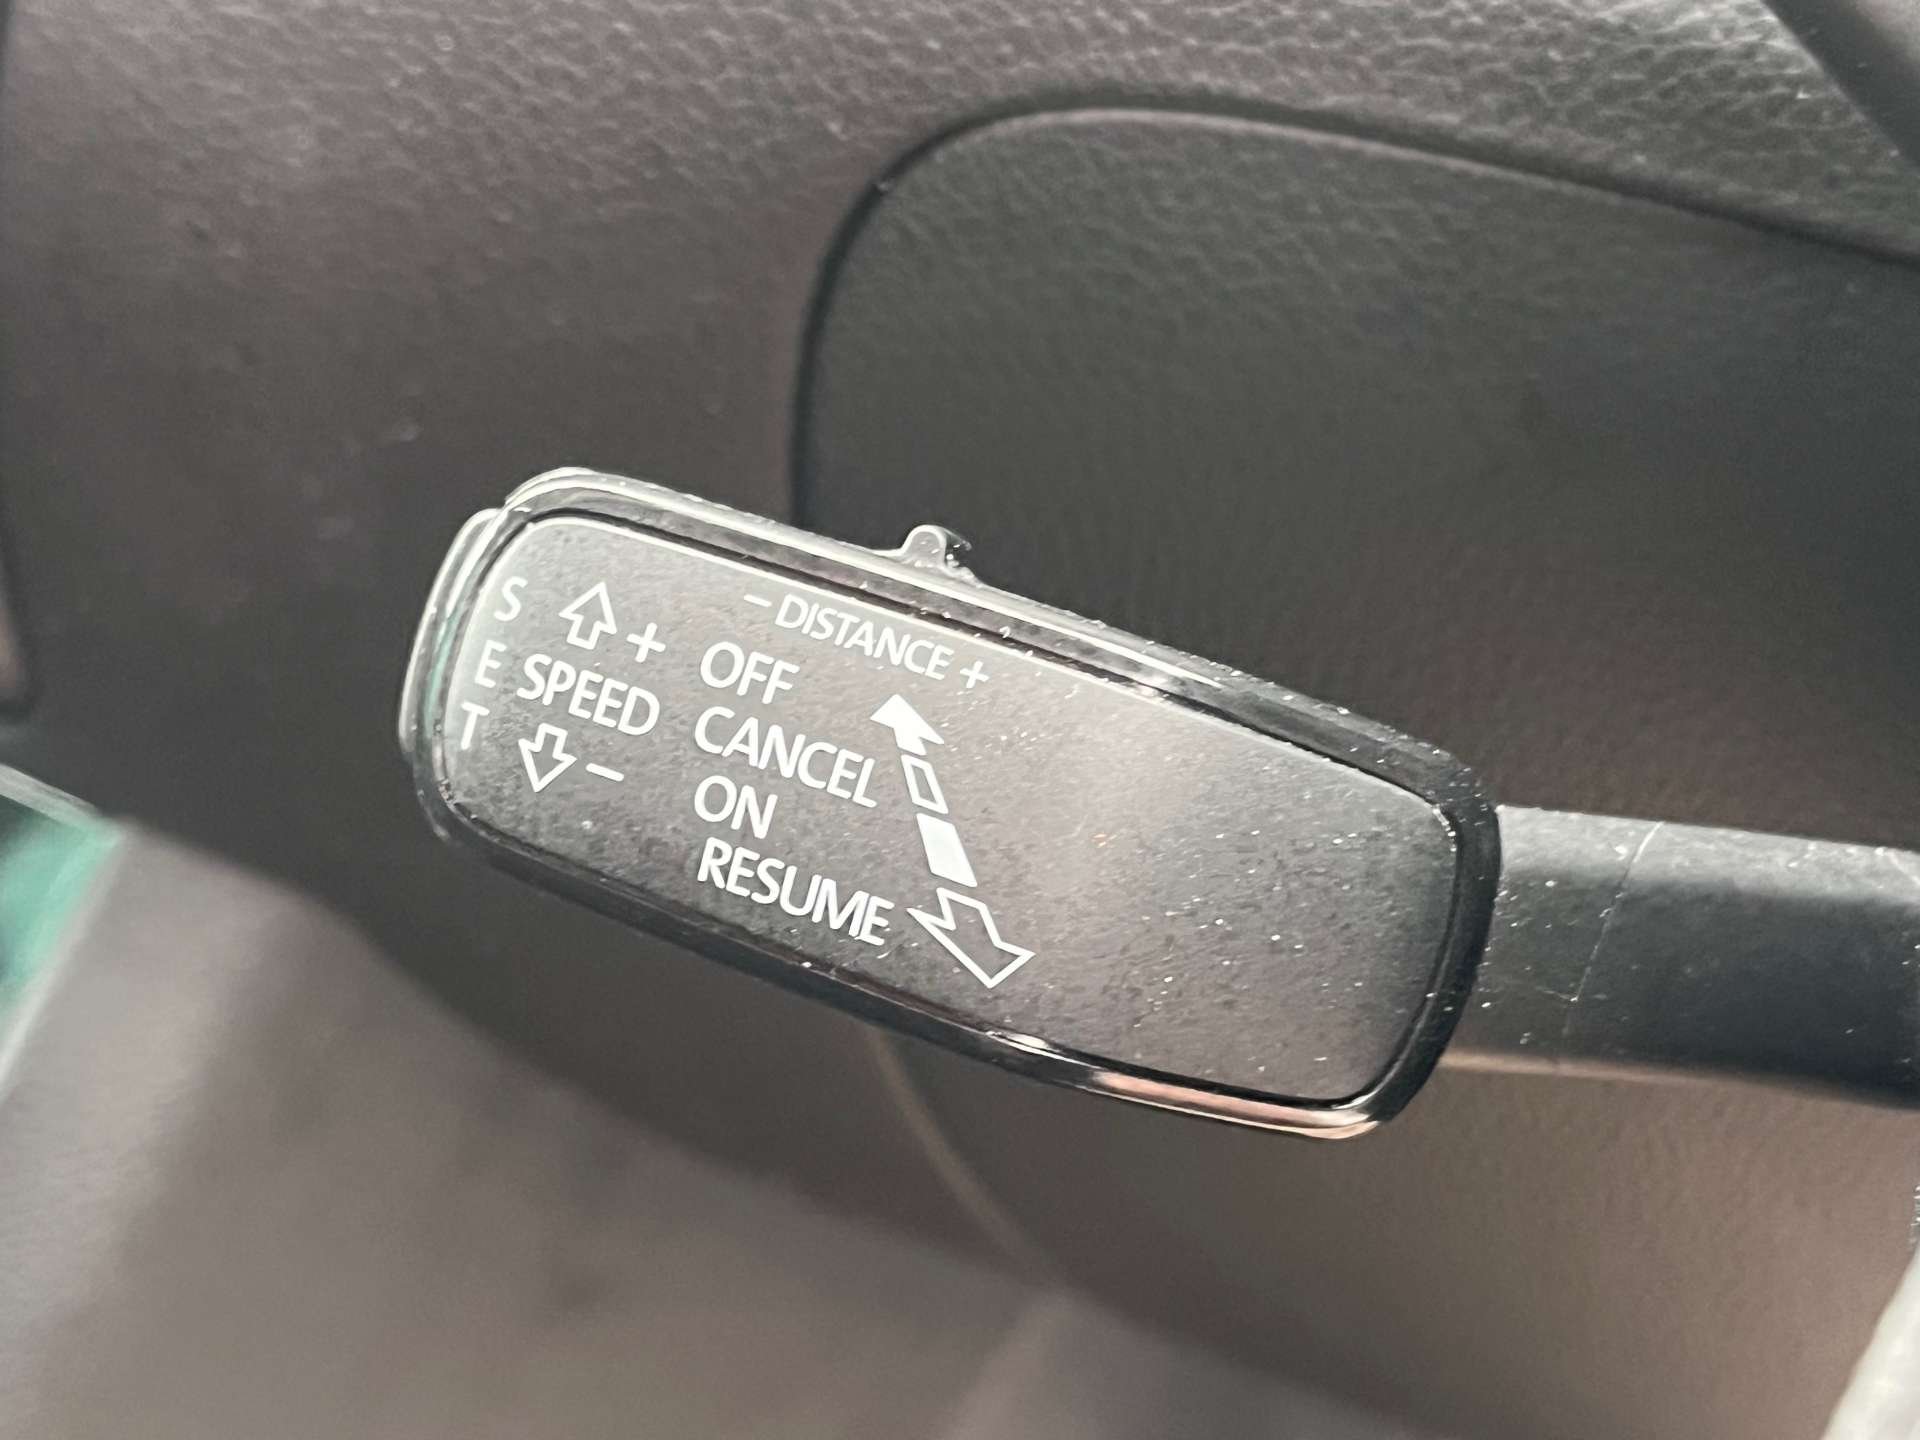 - DISTANCE +
S
E
T
+
SPEED
-
OFF
CANCEL
ON
RESUME